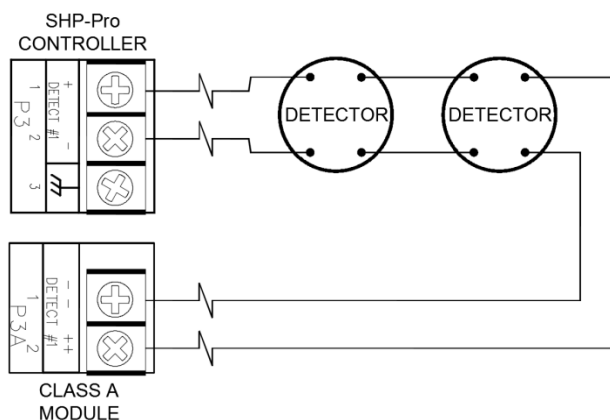 SHP-Pro
CONTROLLER
P3
1 2 3
DETECT #1
+ -
DETECTOR
DETECTOR
P3A
1 2
DETECT #1
-- ++
CLASS A
MODULE